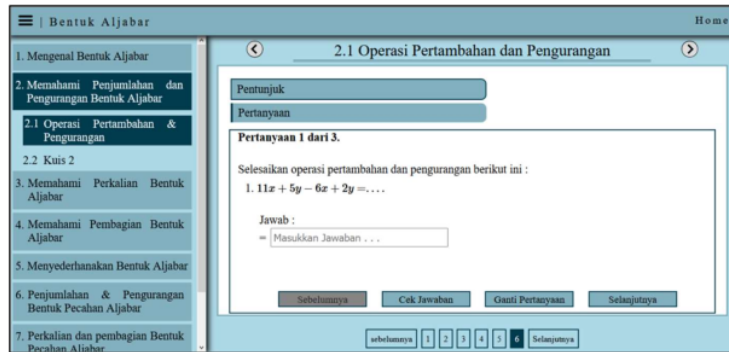 ≡ | Bentuk Aljabar
Home
1. Mengenal Bentuk Aljabar
2. Memahami Penjumlahan dan
Pengurangan Bentuk Aljabar
2.1 Operasi Pertambahan &
Pengurangan
2.2 Kuis 2
3. Memahami Perkalian Bentuk
Aljabar
4. Memahami Pembagian Bentuk
Aljabar
5. Menyederhanakan Bentuk Aljabar
6. Penjumlahan & Pengurangan
Bentuk Pecahan Aljabar
7. Perkalian dan pembagian Bentuk
Pecahan Aljabar
2.1 Operasi Pertambahan dan Pengurangan
Pentunjuk
Pertanyaan
Pertanyaan 1 dari 3.
Selesaikan operasi pertambahan dan pengurangan berikut ini :
1. 11x + 5y − 6x + 2y = . . . .
Jawab :
= Masukkan Jawaban . . .
Sebelumnya Cek Jawaban Ganti Pertanyaan Selanjutnya
sebelumnya 1 2 3 4 5 6 Selanjutnya